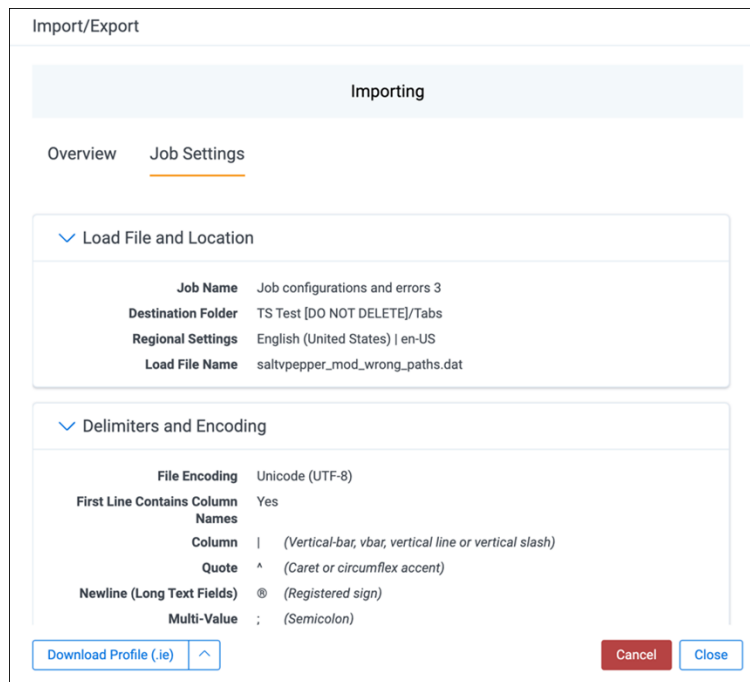 Import/Export
Importing
Overview Job Settings
Load File and Location
Job Name Job configurations and errors 3
Destination Folder TS Test [DO NOT DELETE]/Tabs
Regional Settings English (United States) | en-US
Load File Name saltvpepper_mod_wrong_paths.dat
Delimiters and Encoding
File Encoding Unicode (UTF-8)
First Line Contains Column Yes
Names
Column | (Vertical-bar, vbar, vertical line or vertical slash)
Quote ^ (Caret or circumflex accent)
Newline (Long Text Fields) ® (Registered sign)
Multi-Value ; (Semicolon)
Download Profile (.ie) Cancel Close